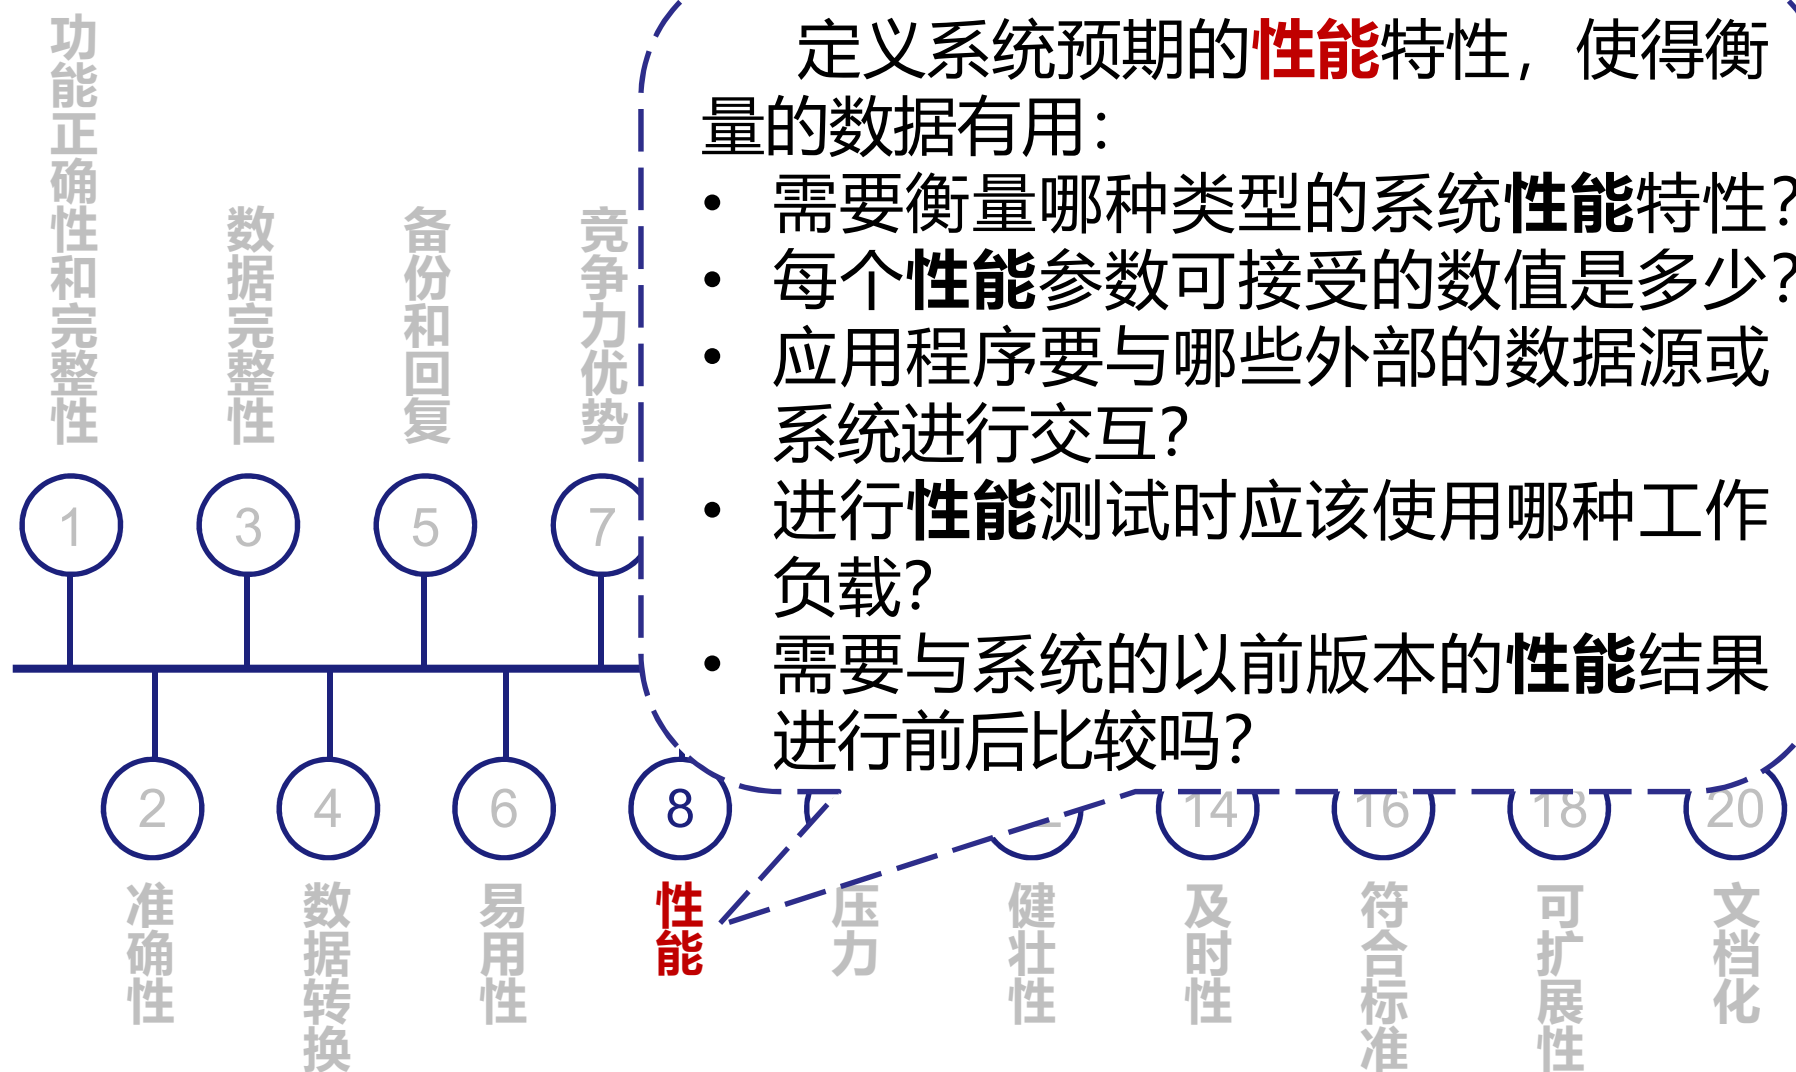 功能正确性和完整性
数据完整性
备份和回复
竞争力优势
定义系统预期的性能特性，使得衡
量的数据有用：
• 需要衡量哪种类型的系统性能特性？
• 每个性能参数可接受的数值是多少？
• 应用程序要与哪些外部的数据源或
系统进行交互？
• 进行性能测试时应该使用哪种工作
负载？
• 需要与系统的以前版本的性能结果
进行前后比较吗？
1
3
5
7
2
4
6
8
14
16
18
20
准确性
数据转换
易用性
性能
压力
健壮性
及时性
符合标准
可扩展性
文档化